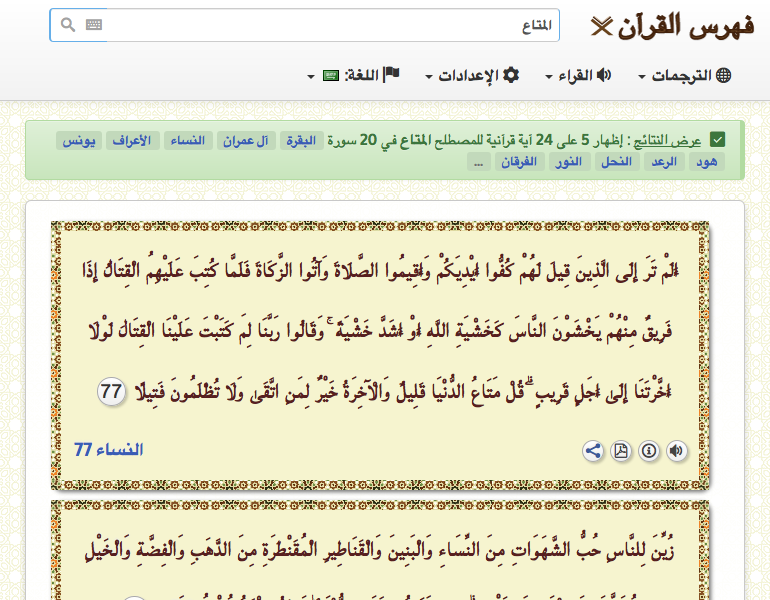 فهرس القرآن
المتاع
الترجمات
القراء
الإعدادات
اللغة:
عرض النتائج : إظهار 5 على 24 آية قرآنية للمصطلح المتاع في 20 سورة البقرة آل عمران النساء الأعراف يونس
هود الرعد النحل النور الفرقان ...
أَلَمْ تَرَ إِلَى الَّذِينَ قِيلَ لَهُمْ كُفُّوا أَيْدِيَكُمْ وَأَقِيمُوا الصَّلَاةَ وَآتُوا الزَّكَاةَ فَلَمَّا كُتِبَ عَلَيْهِمُ الْقِتَالُ إِذَا
فَرِيقٌ مِنْهُمْ يَخْشَوْنَ النَّاسَ كَخَشْيَةِ اللَّهِ أَوْ أَشَدَّ خَشْيَةً ۚ وَقَالُوا رَبَّنَا لِمَ كَتَبْتَ عَلَيْنَا الْقِتَالَ لَوْلَا
أَخَّرْتَنَا إِلَىٰ أَجَلٍ قَرِيبٍ ۗ قُلْ مَتَاعُ الدُّنْيَا قَلِيلٌ وَالْآخِرَةُ خَيْرٌ لِمَنِ اتَّقَىٰ وَلَا تُظْلَمُونَ فَتِيلًا 77
النساء 77
زُيِّنَ لِلنَّاسِ حُبُّ الشَّهَوَاتِ مِنَ النِّسَاءِ وَالْبَنِينَ وَالْقَنَاطِيرِ الْمُقَنْطَرَةِ مِنَ الذَّهَبِ وَالْفِضَّةِ وَالْخَيْلِ